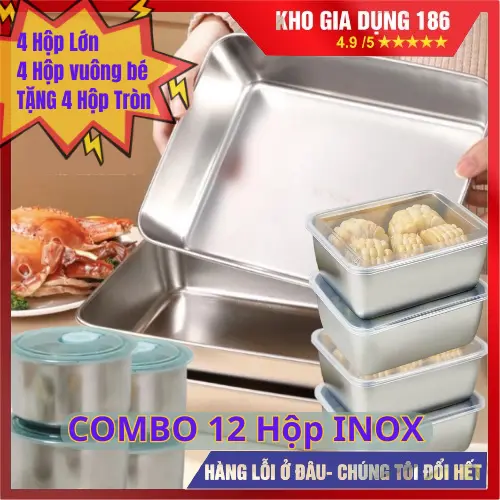 KHO GIA DỤNG 186
4.9 /5 ★★★★★
4 Hộp Lớn
4 Hộp vuông bé
TẶNG 4 Hộp Tròn
COMBO 12 Hộp INOX
HÀNG LỖI Ở ĐÂU- CHÚNG TÔI ĐỔI HẾT